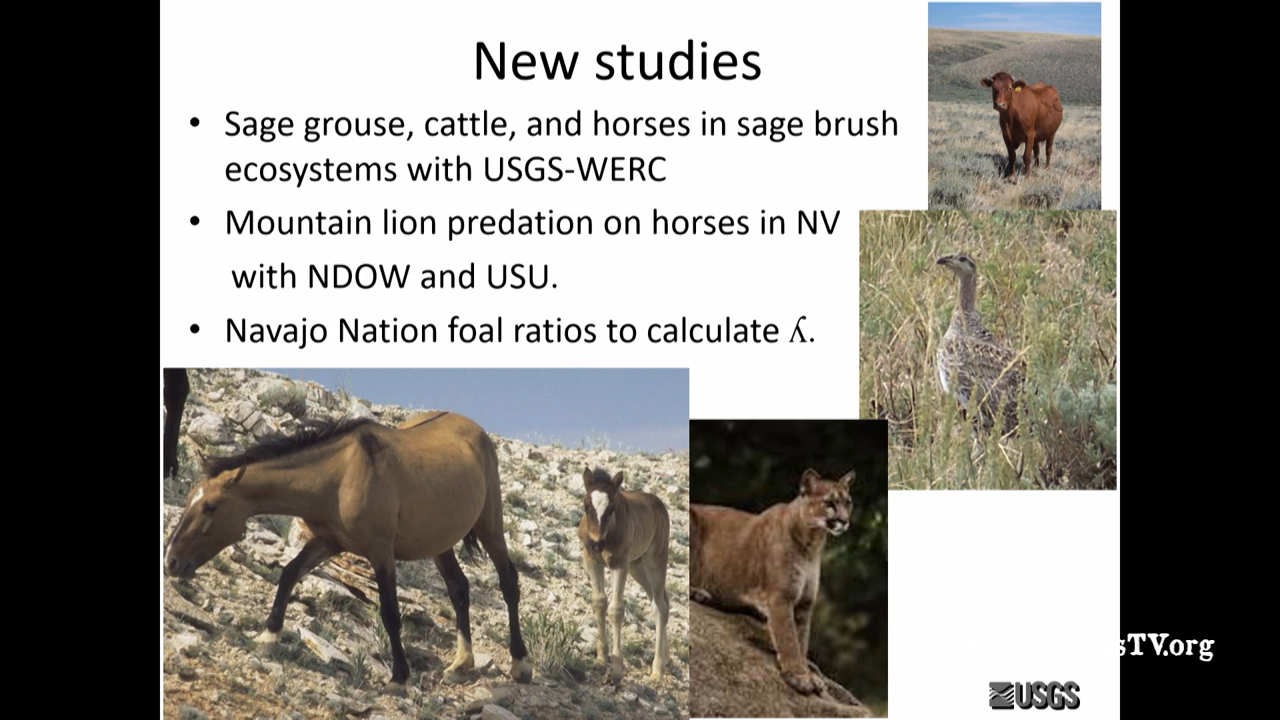 New studies
• Sage grouse, cattle, and horses in sage brush
ecosystems with USGS-WERC
• Mountain lion predation on horses in NV
with NDOW and USU.
• Navajo Nation foal ratios to calculate ʎ.
sTV.org
USGS